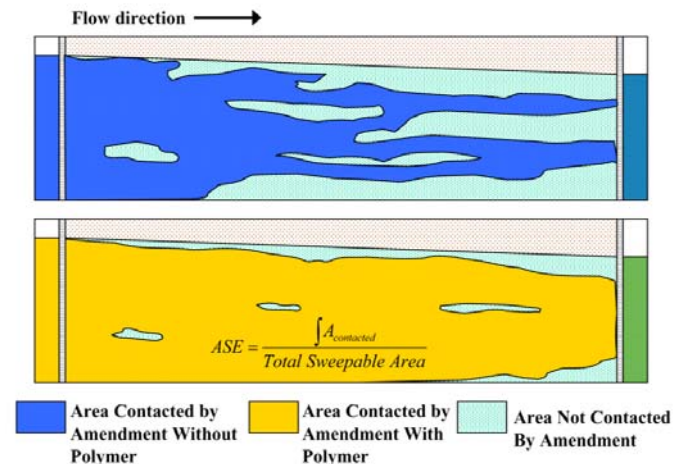 Flow direction
ASE = ∫ A contacted / Total Sweepable Area
Area Contacted by
Amendment Without
Polymer
Area Contacted by
Amendment With
Polymer
Area Not Contacted
By Amendment